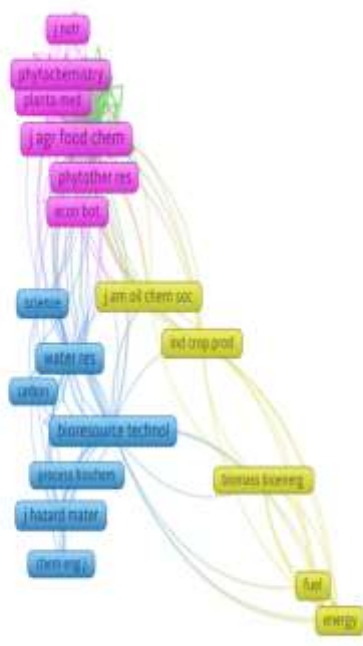 j nutr
phytochemistry
planta med
j agr food chem
phytother res
econ bot
science
j am oil chem soc
ind crop prod
water res
carbon
bioresource technol
process biochem
biomass bioenerg
j hazard mater
chem eng j
fuel
energy